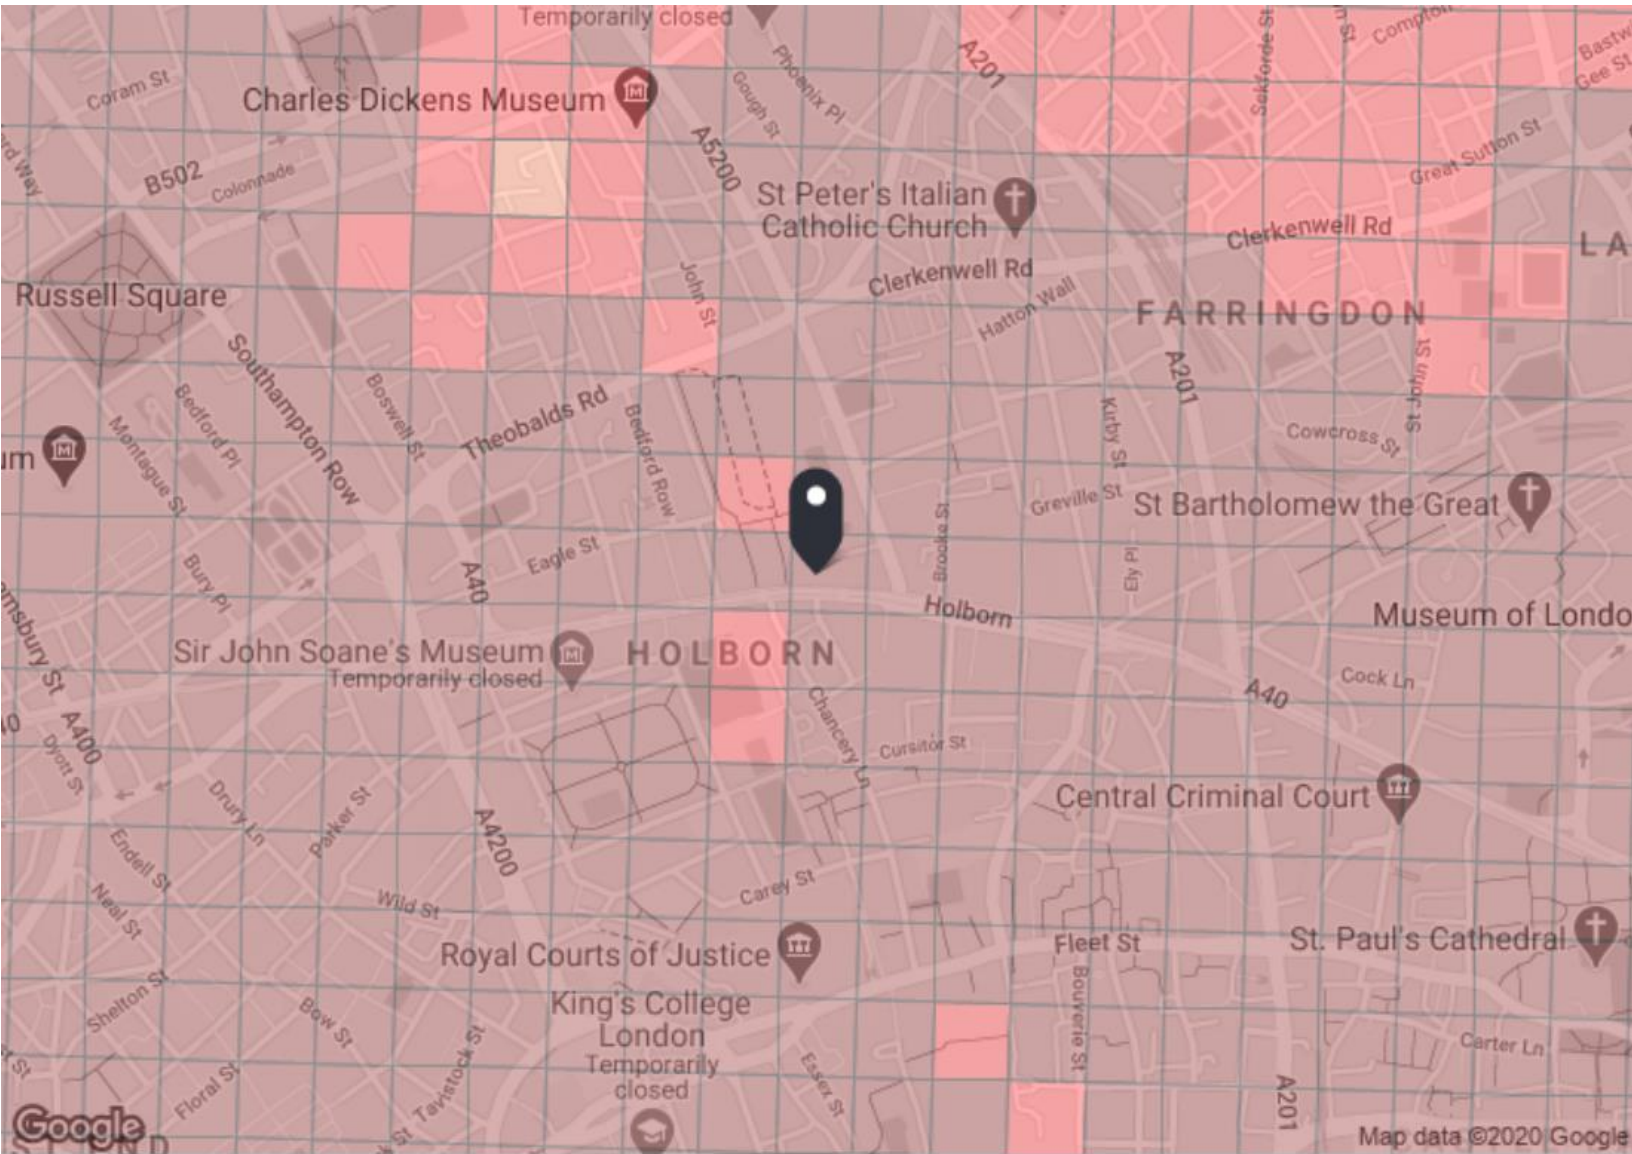 Temporarily closed
A201
Sekforde St
Compton
Phoenix Pl
Gee St
Coram St
Gough St
Charles Dickens Museum
A5200
Great Sutton St
B502
Colonnade
St Peter's Italian
Catholic Church
Clerkenwell Rd
L A
Clerkenwell Rd
John St
Russell Square
Hatton Wall
FARRINGDON
Southampton Row
A201
St John St
Bedford Pl
Boswell St
Theobalds Rd
Bedford Row
Kirby St
Cowcross St
Montague St
Greville St
St Bartholomew the Great
Brooke St
Eagle St
Bury Pl
A40
Ely Pl
Holborn
Museum of Londo
Sir John Soane's Museum
Temporarily closed
HOLBORN
Cock Ln
A40
A400
Dyott St
Chancery Ln
Cursitor St
Drury Ln
Parker St
Central Criminal Court
A4200
Endell St
Neal St
Wild St
Carey St
Royal Courts of Justice
Fleet St
St. Paul's Cathedral
Shelton St
Bow St
King's College
London
Temporarily
closed
Bouverie St
Carter Ln
Floral St
Tavistock St
Essex St
A201
Google
Map data ©2020 Google